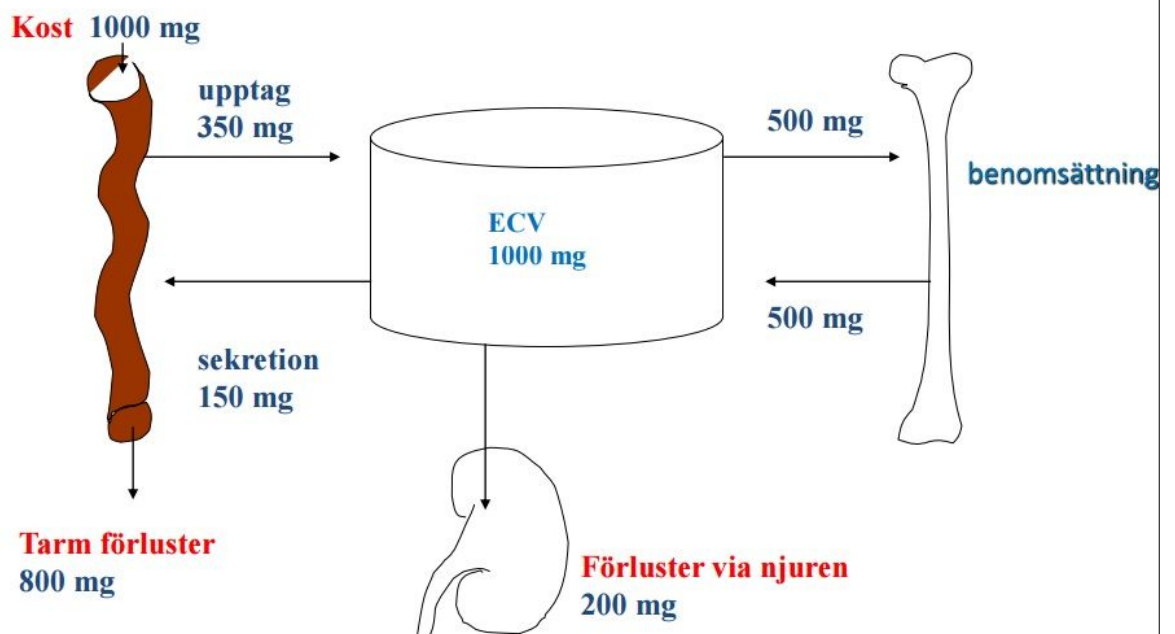 Kost 1000 mg
upptag
350 mg
500 mg
benomsättning
ECV
1000 mg
500 mg
sekretion
150 mg
Tarm förluster
800 mg
Förluster via njuren
200 mg